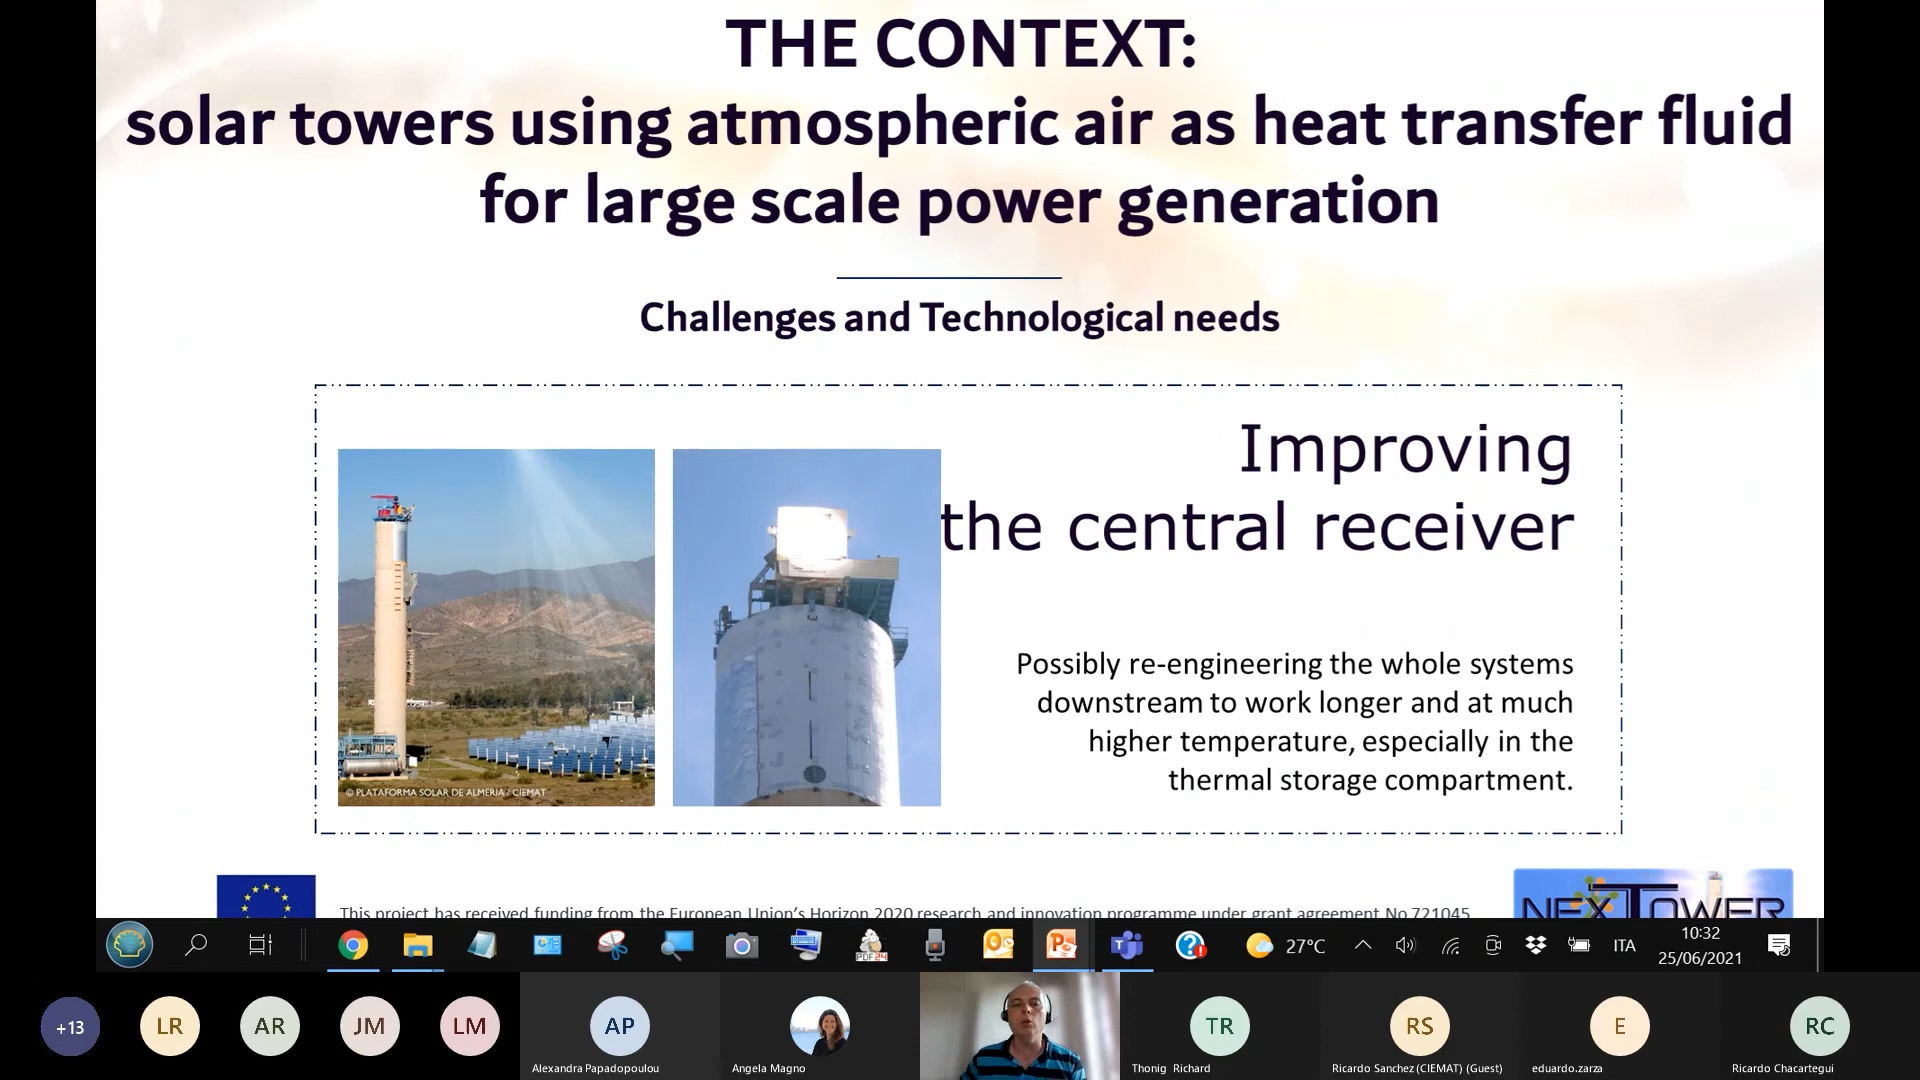 THE CONTEXT:
solar towers using atmospheric air as heat transfer fluid
for large scale power generation
Challenges and Technological needs
Improving
the central receiver
Possibly re-engineering the whole systems
downstream to work longer and at much
higher temperature, especially in the
thermal storage compartment.
© PLATAFORMA SOLAR DE ALMERIA / CIEMAT
This project has received funding from the European Union's Horizon 2020 research and innovation programme under grant agreement No 721045
NEXTOWER
PDF24
27°C
ITA
10:32
25/06/2021
+13
LR
AR
JM
LM
AP
TR
RS
E
RC
Alexandra Papadopoulou
Angela Magno
Thonig Richard
Ricardo Sanchez (CIEMAT) (Guest)
eduardo.zarza
Ricardo Chacartegui